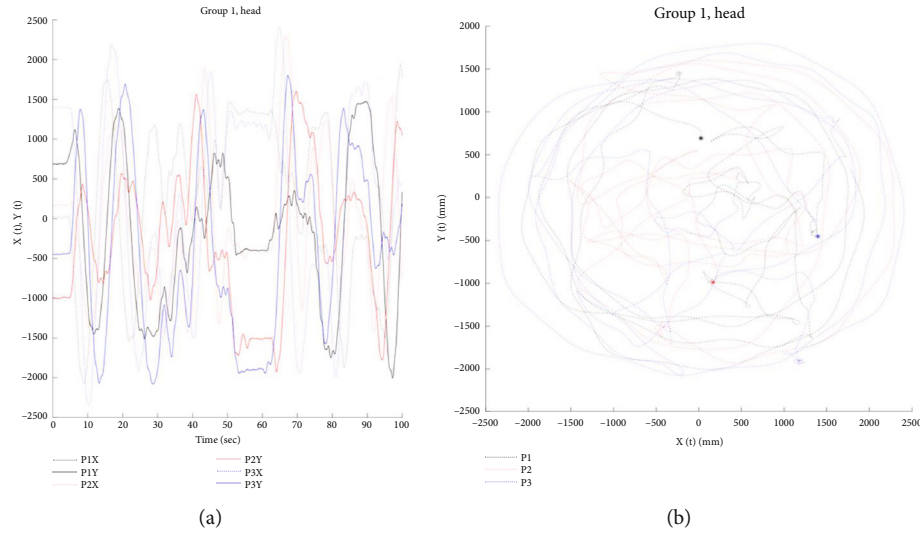 Group 1, head
2500
2000
1500
1000
500
0
−500
−1000
−1500
−2000
−2500
X (t), Y (t)
0 10 20 30 40 50 60 70 80 90 100
Time (sec)
P1X
P1Y
P2X
P2Y
P3X
P3Y
(a)
Group 1, head
2000
1500
1000
500
0
−500
−1000
−1500
−2000
−2500
Y (t) (mm)
−2500 −2000 −1500 −1000 −500 0 500 1000 1500 2000 2500
X (t) (mm)
P1
P2
P3
(b)